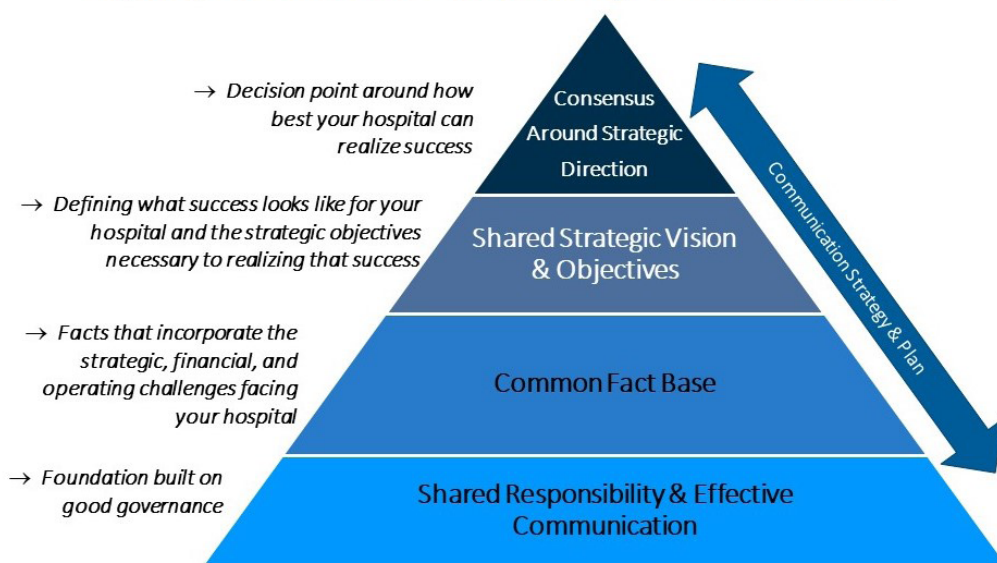 → Decision point around how
best your hospital can
realize success
Consensus
Around Strategic
Direction
→ Defining what success looks like for your
hospital and the strategic objectives
necessary to realizing that success
Shared Strategic Vision
& Objectives
→ Facts that incorporate the
strategic, financial, and
operating challenges facing
your hospital
Common Fact Base
→ Foundation built on
good governance
Shared Responsibility & Effective
Communication
Communication Strategy & Plan